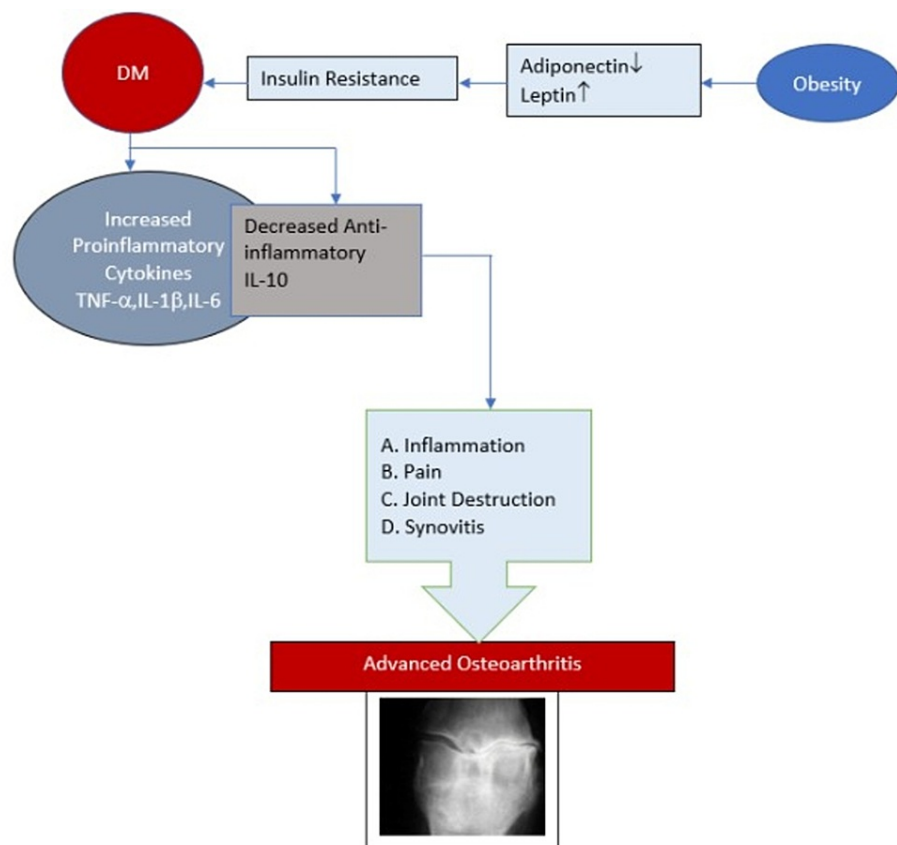 DM
Insulin Resistance
Adiponectin↓
Leptin↑
Obesity
Increased
Proinflammatory
Cytokines
TNF-α,IL-1β,IL-6
Decreased Anti-
inflammatory
IL-10
A. Inflammation
B. Pain
C. Joint Destruction
D. Synovitis
Advanced Osteoarthritis